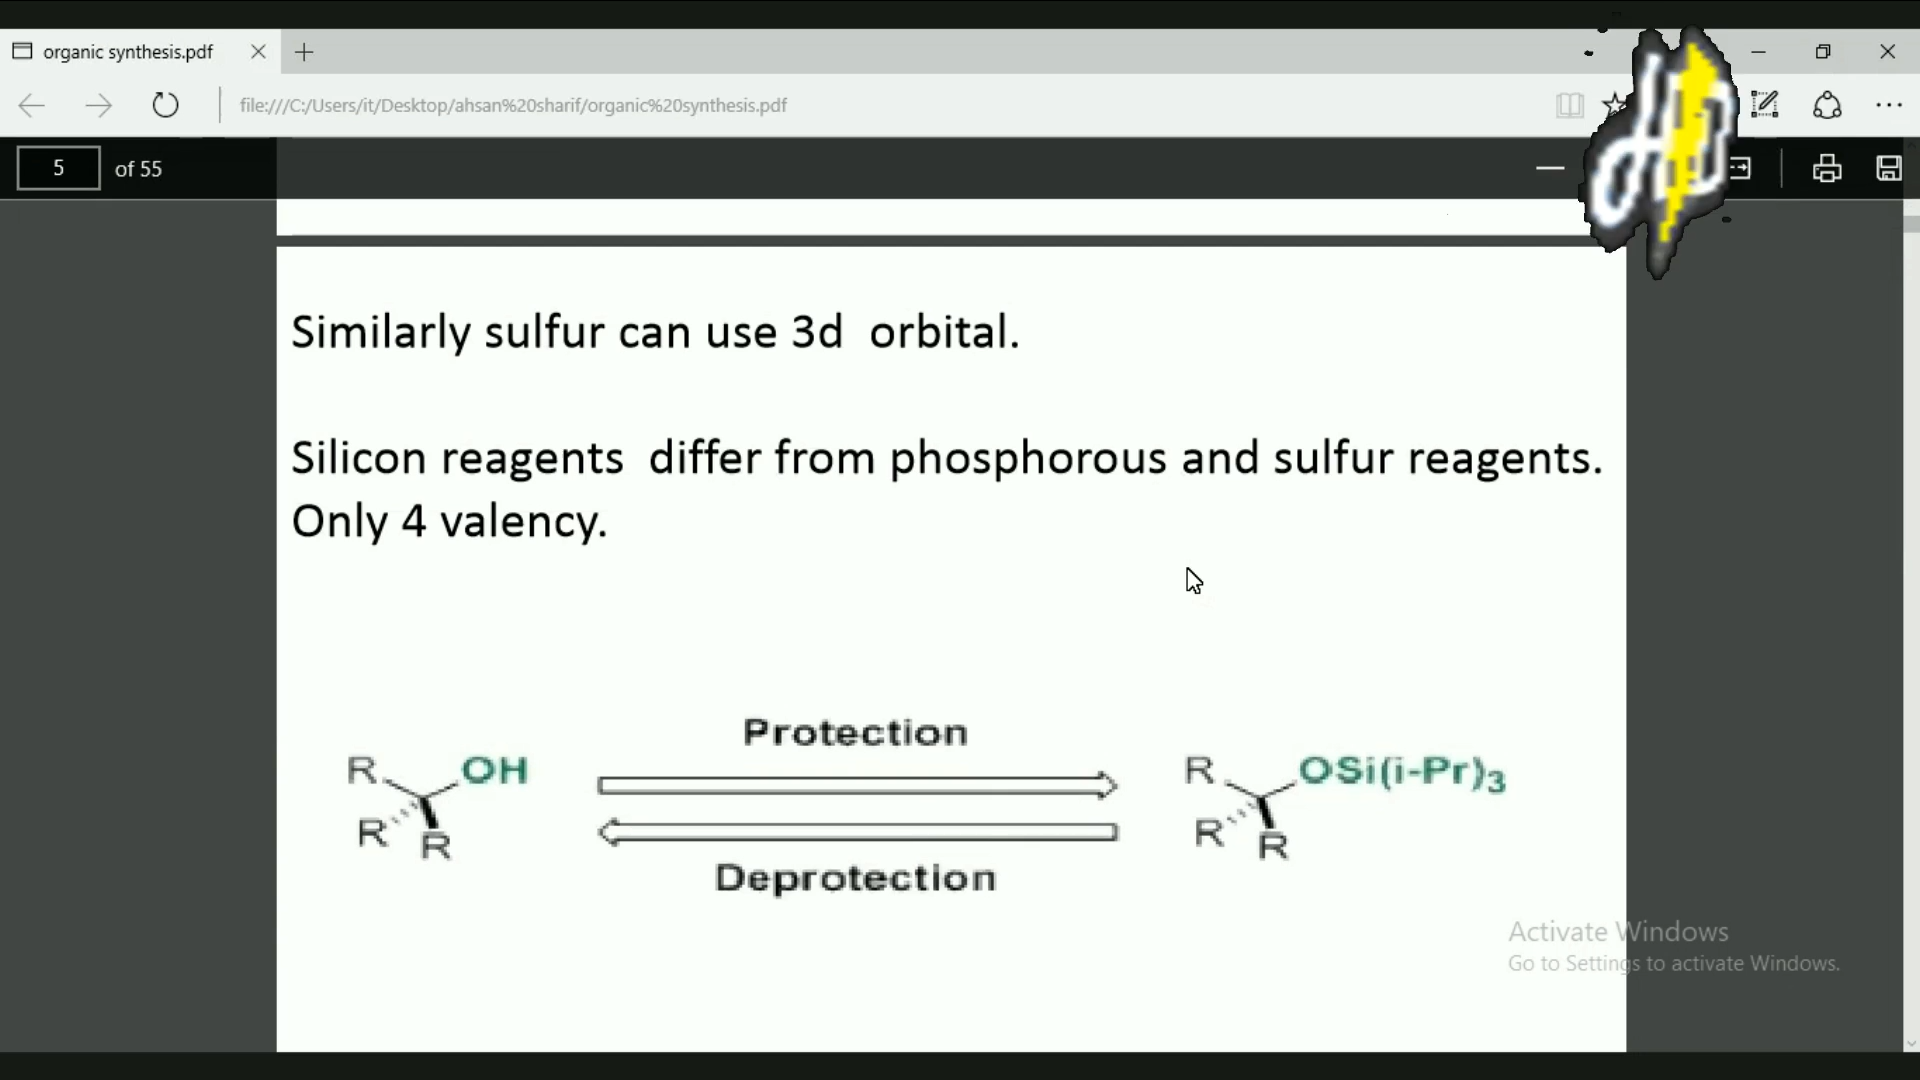 organic synthesis.pdf
file:///C:/Users/it/Desktop/ahsan%20sharif/organic%20synthesis.pdf
5 of 55
Similarly sulfur can use 3d  orbital.
Silicon reagents  differ from phosphorous and sulfur reagents.
Only 4 valency.
Protection
R OH
R R
R OSi(i-Pr)3
R R
Deprotection
Activate Windows
Go to Settings to activate Windows.